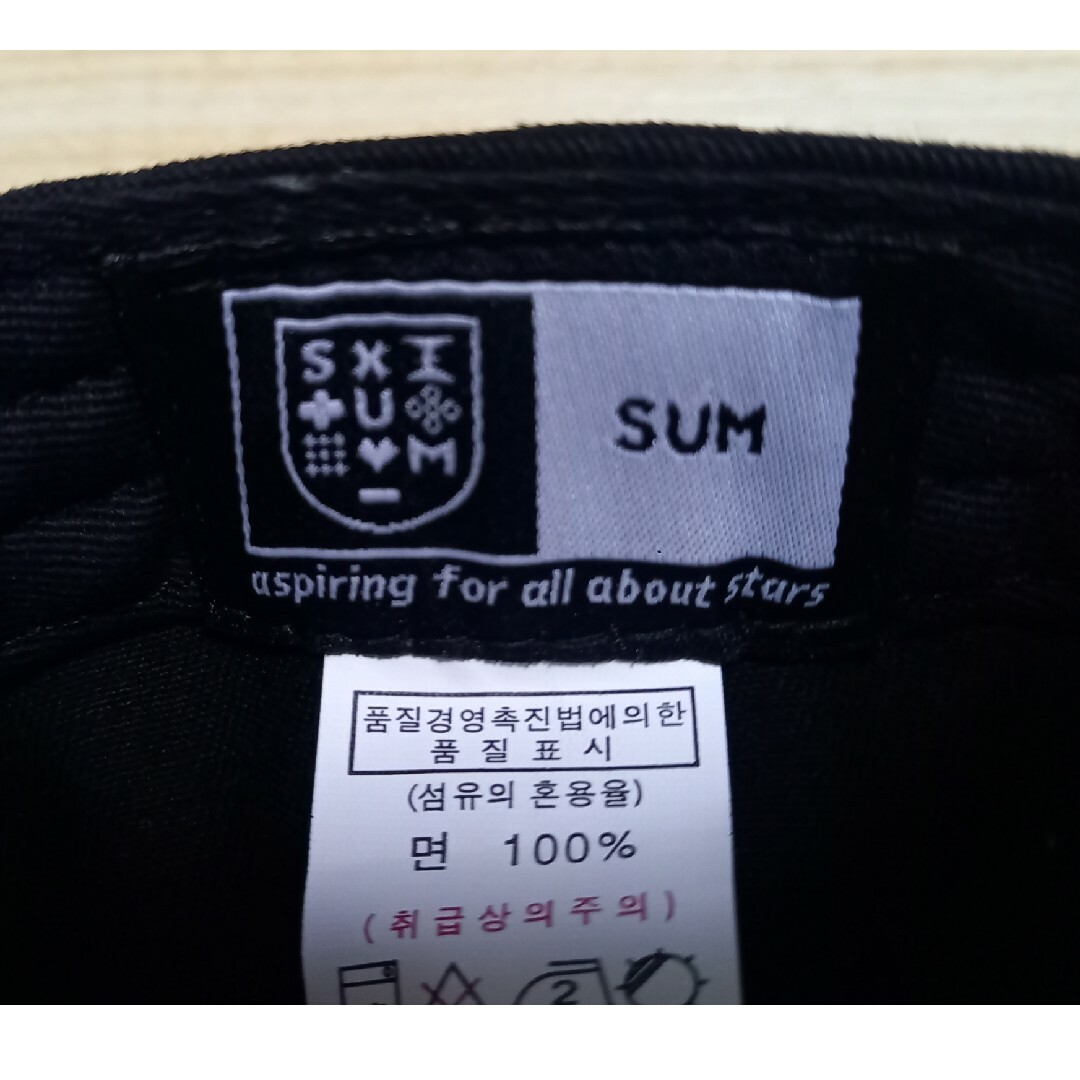 S X I
+ U
♥ M
SUM
aspiring for all about stars
품질경영촉진법에의한
품 질 표 시
(섬유의 혼용율)
면 100%
(취급상의주의)
2